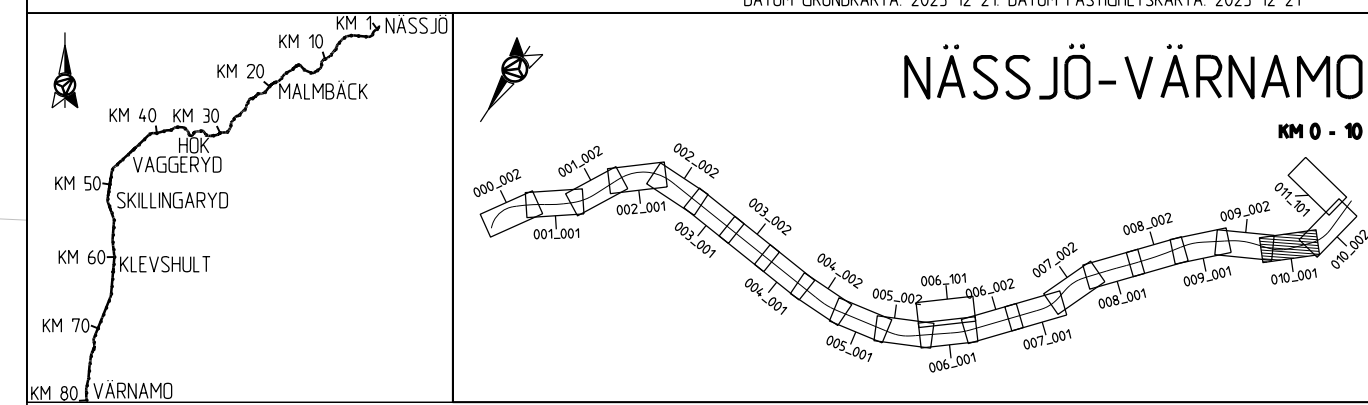 DATUM GRUNDKARTA: 2023-12-21. DATUM FASTIGHETSKARTA: 2023-12-21
KM 1
NÄSSJÖ
KM 10
KM 20
MALMBÄCK
KM 40
KM 30
HOK
VAGGERYD
KM 50
SKILLINGARYD
KM 60
KLEVSHULT
KM 70
KM 80
VÄRNAMO
NÄSSJÖ-VÄRNAMO
KM 0 - 10
000_002
001_001
001_002
002_001
002_002
003_001
003_002
004_001
004_002
005_001
005_002
006_101
006_001
006_002
007_001
007_002
008_001
008_002
009_001
009_002
010_001
011_101
010_002